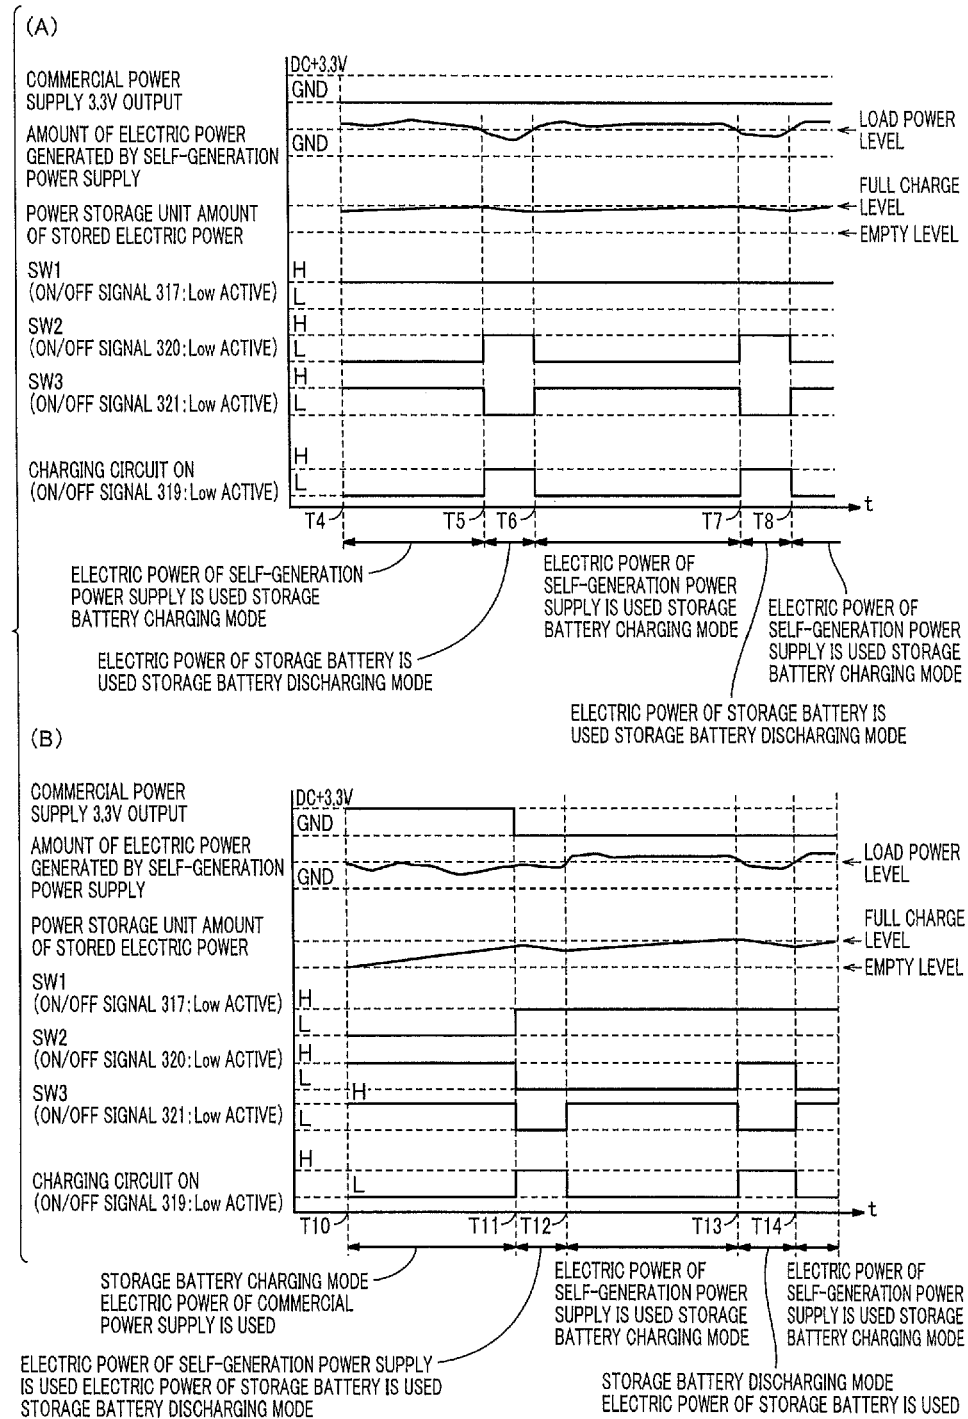 (A)
DC+3.3V
COMMERCIAL POWER
SUPPLY 3.3V OUTPUT
GND
AMOUNT OF ELECTRIC POWER
GENERATED BY SELF-GENERATION
POWER SUPPLY
GND
LOAD POWER
LEVEL
POWER STORAGE UNIT AMOUNT
OF STORED ELECTRIC POWER
FULL CHARGE
LEVEL
EMPTY LEVEL
SW1
(ON/OFF SIGNAL 317:Low ACTIVE)
H
L
SW2
(ON/OFF SIGNAL 320:Low ACTIVE)
H
L
SW3
(ON/OFF SIGNAL 321:Low ACTIVE)
H
L
CHARGING CIRCUIT ON
(ON/OFF SIGNAL 319:Low ACTIVE)
H
L
t
T4
T5
T6
T7
T8
ELECTRIC POWER OF SELF-GENERATION
POWER SUPPLY IS USED STORAGE
BATTERY CHARGING MODE
ELECTRIC POWER OF STORAGE BATTERY IS
USED STORAGE BATTERY DISCHARGING MODE
ELECTRIC POWER OF
SELF-GENERATION POWER
SUPPLY IS USED STORAGE
BATTERY CHARGING MODE
ELECTRIC POWER OF
SELF-GENERATION POWER
SUPPLY IS USED STORAGE
BATTERY CHARGING MODE
ELECTRIC POWER OF STORAGE BATTERY IS
USED STORAGE BATTERY DISCHARGING MODE
(B)
DC+3.3V
COMMERCIAL POWER
SUPPLY 3.3V OUTPUT
GND
AMOUNT OF ELECTRIC POWER
GENERATED BY SELF-GENERATION
POWER SUPPLY
GND
LOAD POWER
LEVEL
POWER STORAGE UNIT AMOUNT
OF STORED ELECTRIC POWER
FULL CHARGE
LEVEL
EMPTY LEVEL
SW1
(ON/OFF SIGNAL 317:Low ACTIVE)
H
L
SW2
(ON/OFF SIGNAL 320:Low ACTIVE)
H
L
SW3
(ON/OFF SIGNAL 321:Low ACTIVE)
H
L
CHARGING CIRCUIT ON
(ON/OFF SIGNAL 319:Low ACTIVE)
H
L
t
T10
T11
T12
T13
T14
STORAGE BATTERY CHARGING MODE
ELECTRIC POWER OF COMMERCIAL
POWER SUPPLY IS USED
ELECTRIC POWER OF SELF-GENERATION POWER SUPPLY
IS USED ELECTRIC POWER OF STORAGE BATTERY IS USED
STORAGE BATTERY DISCHARGING MODE
ELECTRIC POWER OF
SELF-GENERATION POWER
SUPPLY IS USED STORAGE
BATTERY CHARGING MODE
ELECTRIC POWER OF
SELF-GENERATION POWER
SUPPLY IS USED STORAGE
BATTERY CHARGING MODE
STORAGE BATTERY DISCHARGING MODE
ELECTRIC POWER OF STORAGE BATTERY IS USED